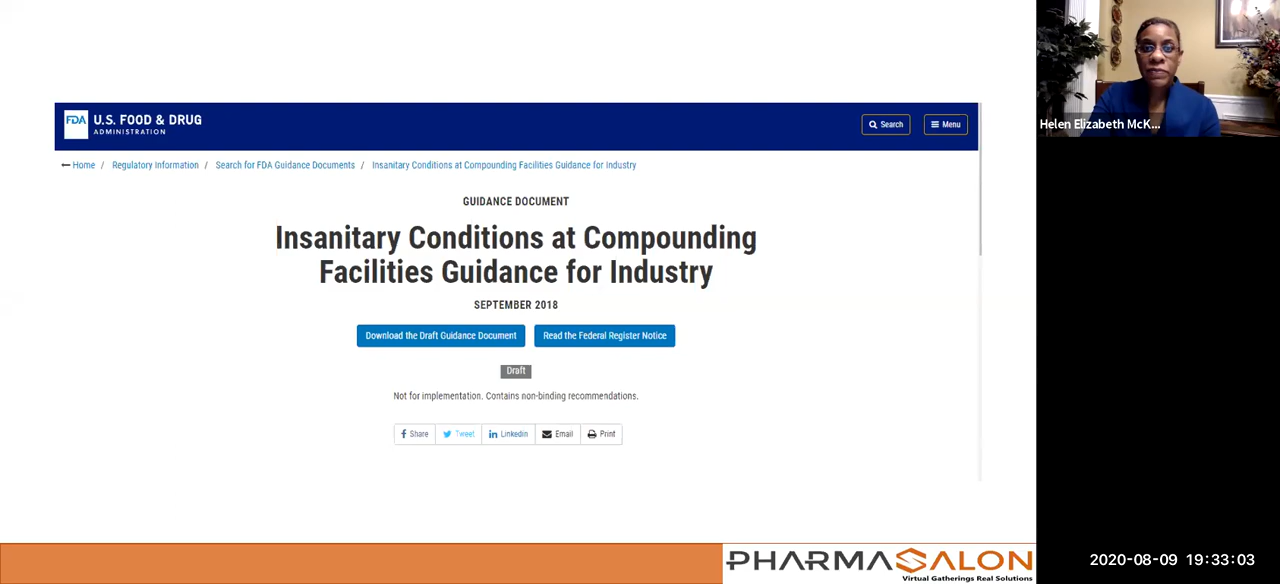 FDA
U.S. FOOD & DRUG
ADMINISTRATION
Search
Menu
Home / Regulatory Information / Search for FDA Guidance Documents / Insanitary Conditions at Compounding Facilities Guidance for Industry
GUIDANCE DOCUMENT
Insanitary Conditions at Compounding
Facilities Guidance for Industry
SEPTEMBER 2018
Download the Draft Guidance Document
Read the Federal Register Notice
Draft
Not for implementation. Contains non-binding recommendations.
Share
Tweet
Linkedin
Email
Print
Helen Elizabeth McK...
PHARMASALON
Virtual Gatherings Real Solutions
2020-08-09 19:33:03